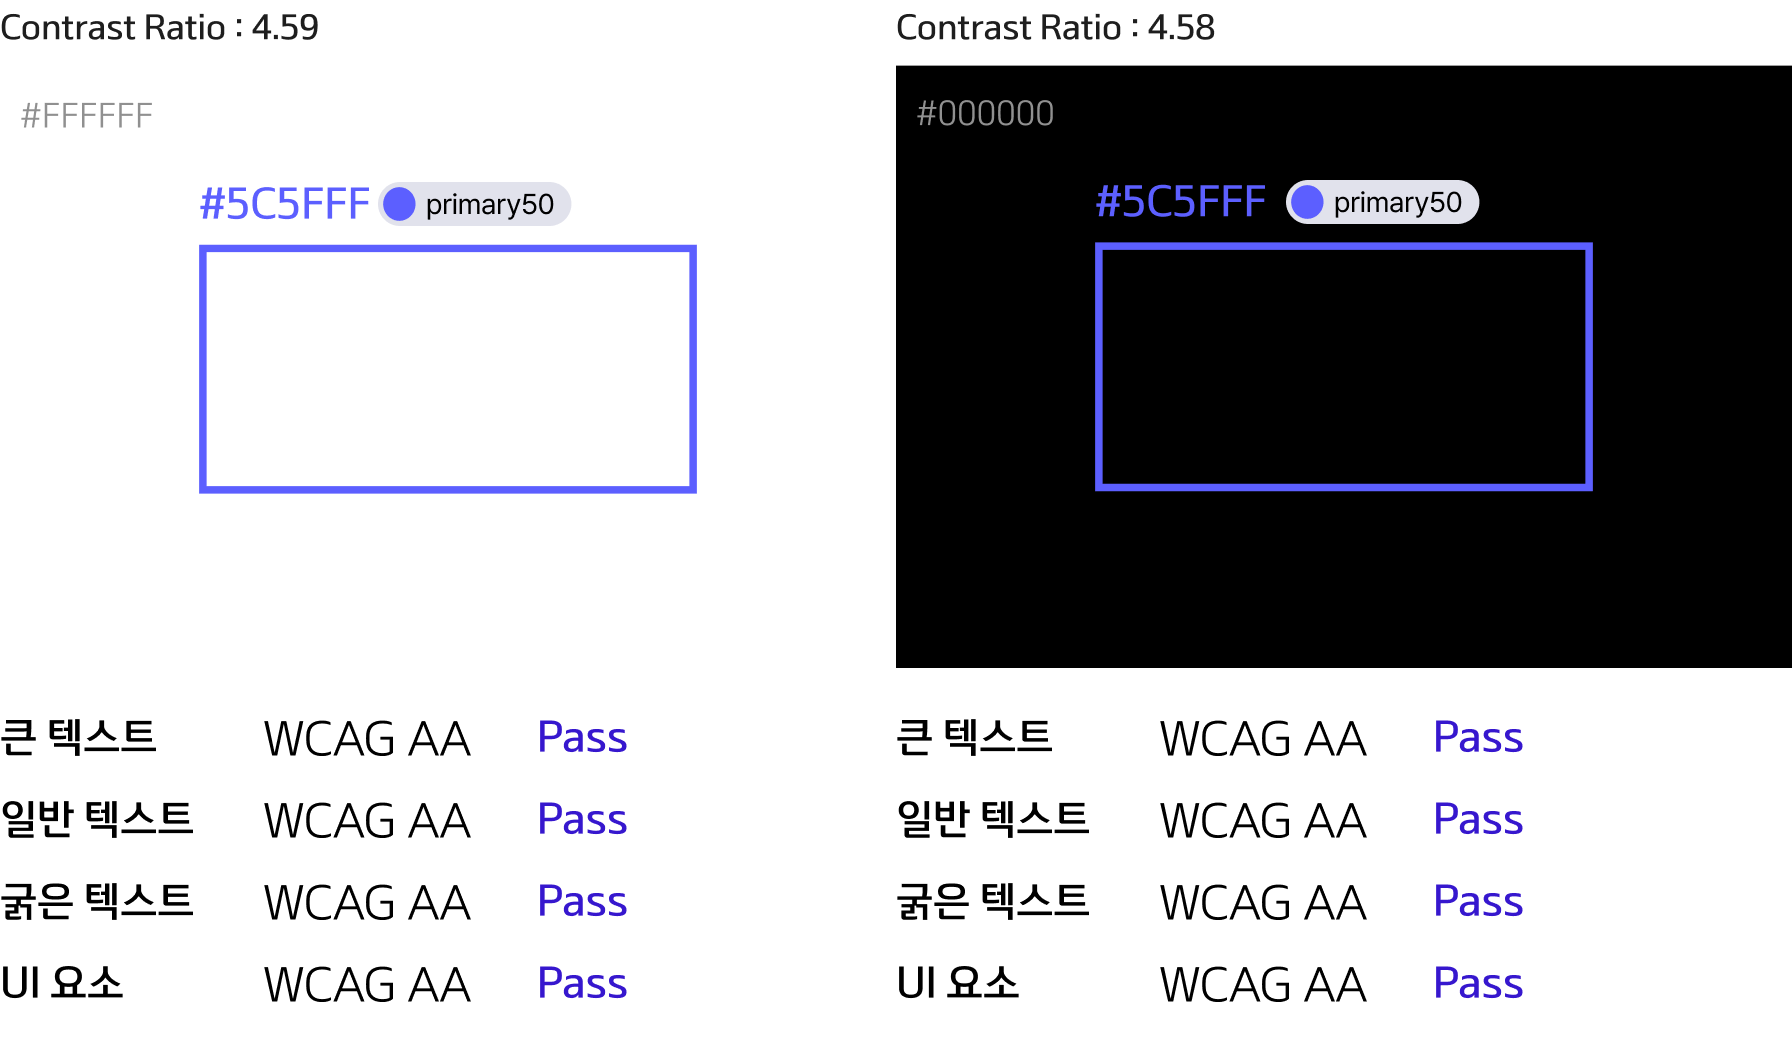 Contrast Ratio : 4.59
#FFFFFF
#5C5FFF primary50
큰 텍스트 WCAG AA Pass
일반 텍스트 WCAG AA Pass
굵은 텍스트 WCAG AA Pass
UI 요소 WCAG AA Pass
Contrast Ratio : 4.58
#000000
#5C5FFF primary50
큰 텍스트 WCAG AA Pass
일반 텍스트 WCAG AA Pass
굵은 텍스트 WCAG AA Pass
UI 요소 WCAG AA Pass